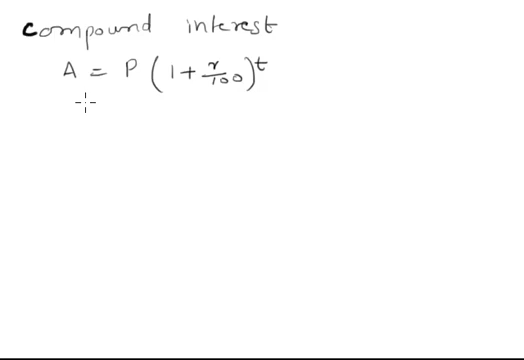 compound interest
A = P (1 + r/100)^t